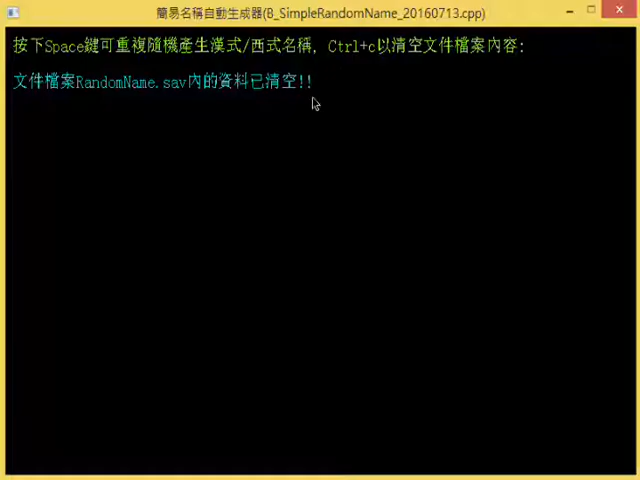 簡易名稱自動生成器(B_SimpleRandomName_20160713.cpp)
按下Space鍵可重複隨機產生漢式/西式名稱, Ctrl+c以清空文件檔案內容:
文件檔案RandomName.sav內的資料已清空!!